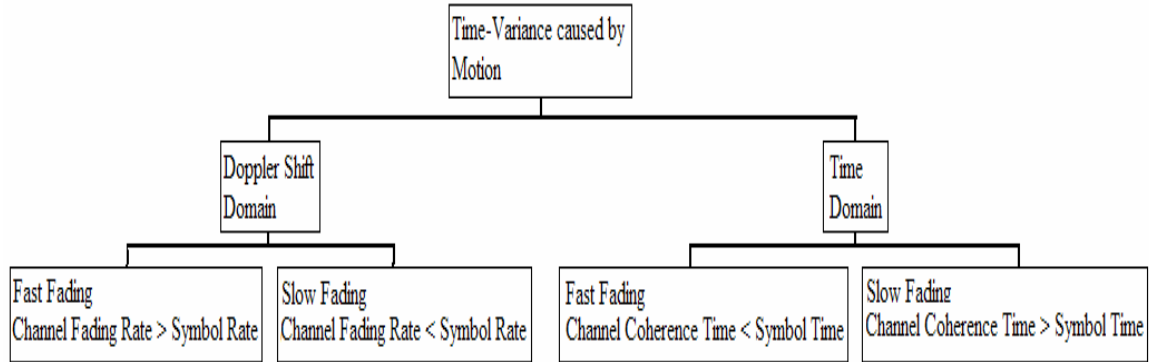 Time-Variance caused by
Motion
Doppler Shift
Domain
Time
Domain
Fast Fading
Channel Fading Rate > Symbol Rate
Slow Fading
Channel Fading Rate < Symbol Rate
Fast Fading
Channel Coherence Time < Symbol Time
Slow Fading
Channel Coherence Time > Symbol Time